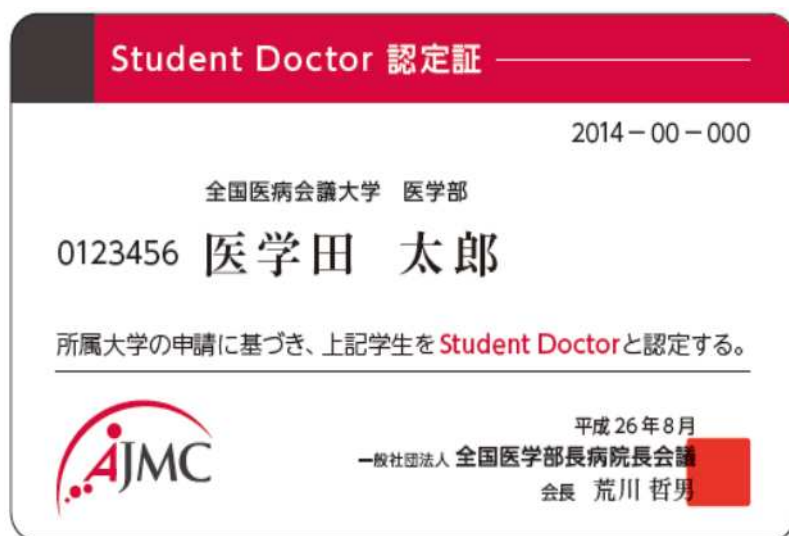 Student Doctor 認定証
2014－00－000
全国医病会議大学　医学部
0123456 医学田　太郎
所属大学の申請に基づき、上記学生をStudent Doctorと認定する。
AJMC
平成26年8月
一般社団法人 全国医学部長病院長会議
会長　荒川 哲男